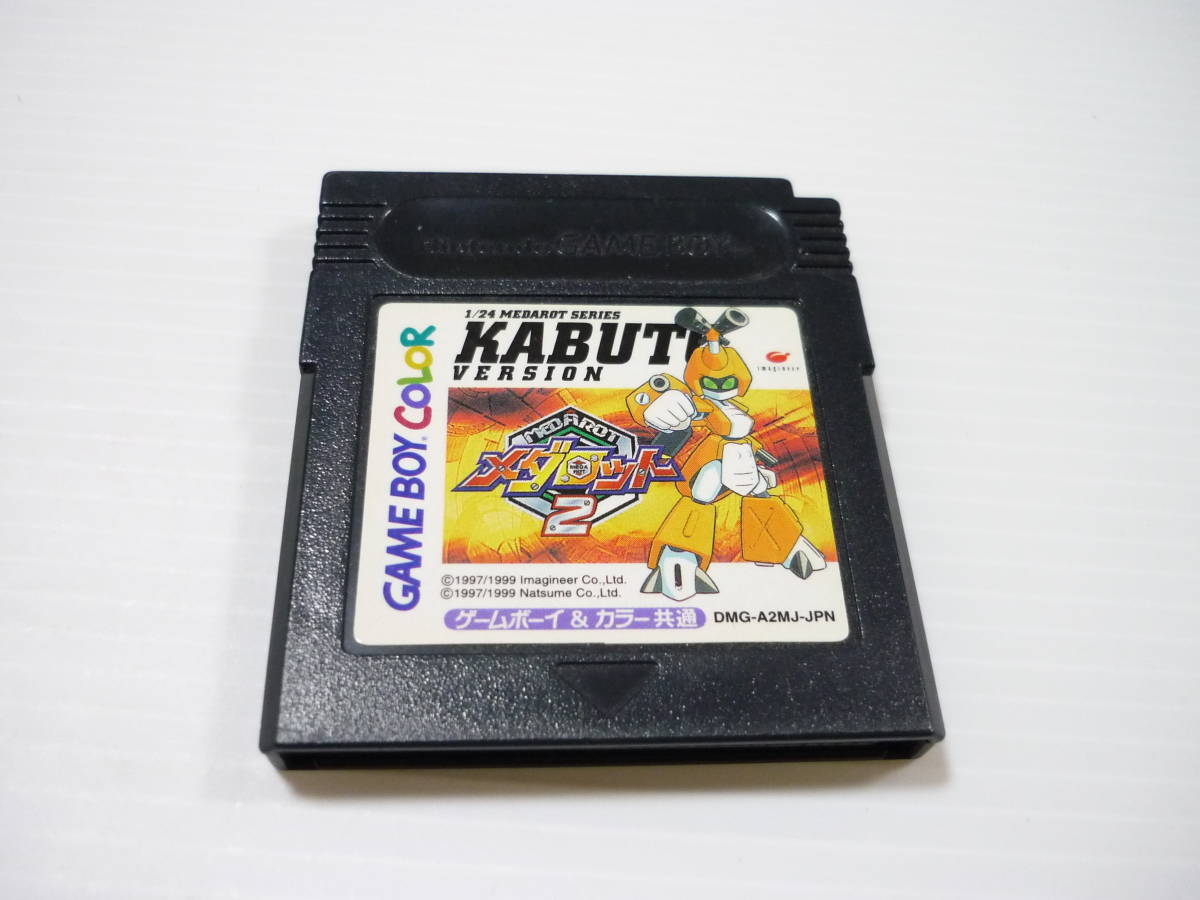 Nintendo GAME BOY
1/24 MEDAROT SERIES
KABUTO
VERSION
imagineer
GAME BOY COLOR
MEDAROT
メダロット
2
©1997/1999 Imagineer Co.,Ltd.
©1997/1999 Natsume Co.,Ltd.
ゲームボーイ & カラー共通
DMG-A2MJ-JPN